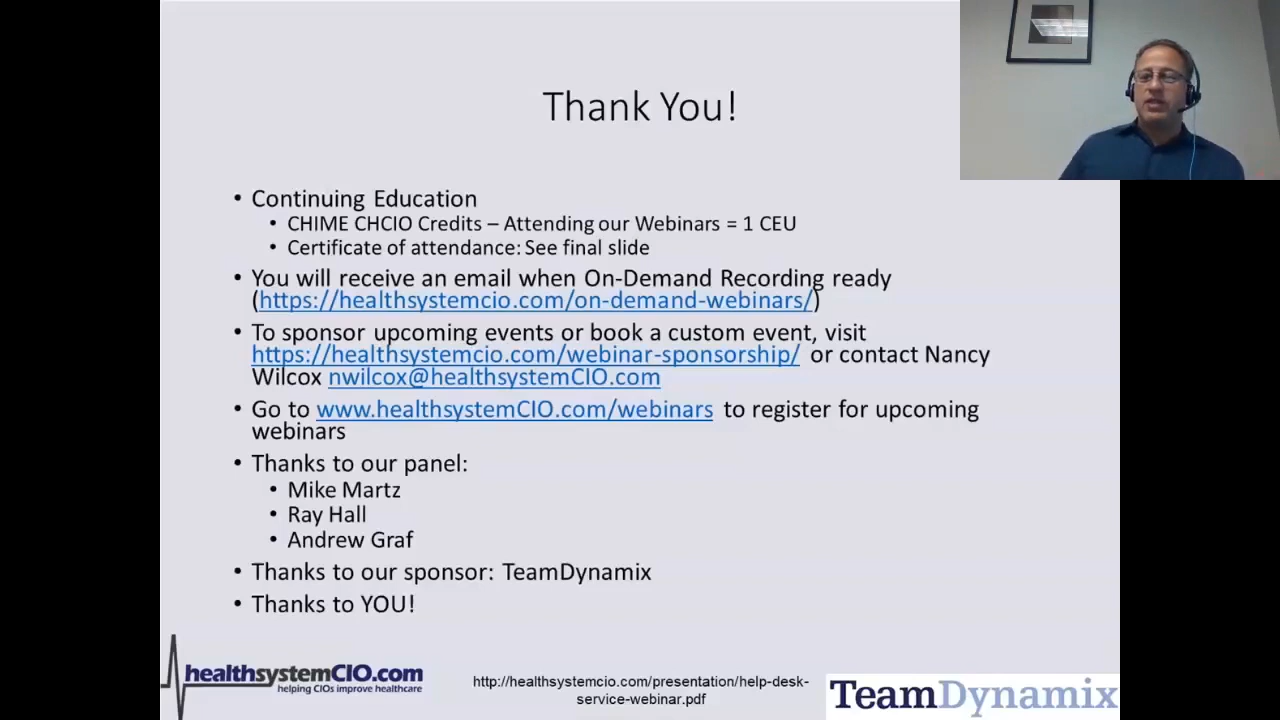 Thank You!
• Continuing Education
• CHIME CHCIO Credits – Attending our Webinars = 1 CEU
• Certificate of attendance: See final slide
• You will receive an email when On-Demand Recording ready
(https://healthsystemcio.com/on-demand-webinars/)
• To sponsor upcoming events or book a custom event, visit
https://healthsystemcio.com/webinar-sponsorship/ or contact Nancy
Wilcox nwilcox@healthsystemCIO.com
• Go to www.healthsystemCIO.com/webinars to register for upcoming
webinars
• Thanks to our panel:
• Mike Martz
• Ray Hall
• Andrew Graf
• Thanks to our sponsor: TeamDynamix
• Thanks to YOU!
healthsystemCIO.com
helping CIOs improve healthcare
http://healthsystemcio.com/presentation/help-desk-
service-webinar.pdf
TeamDynamix